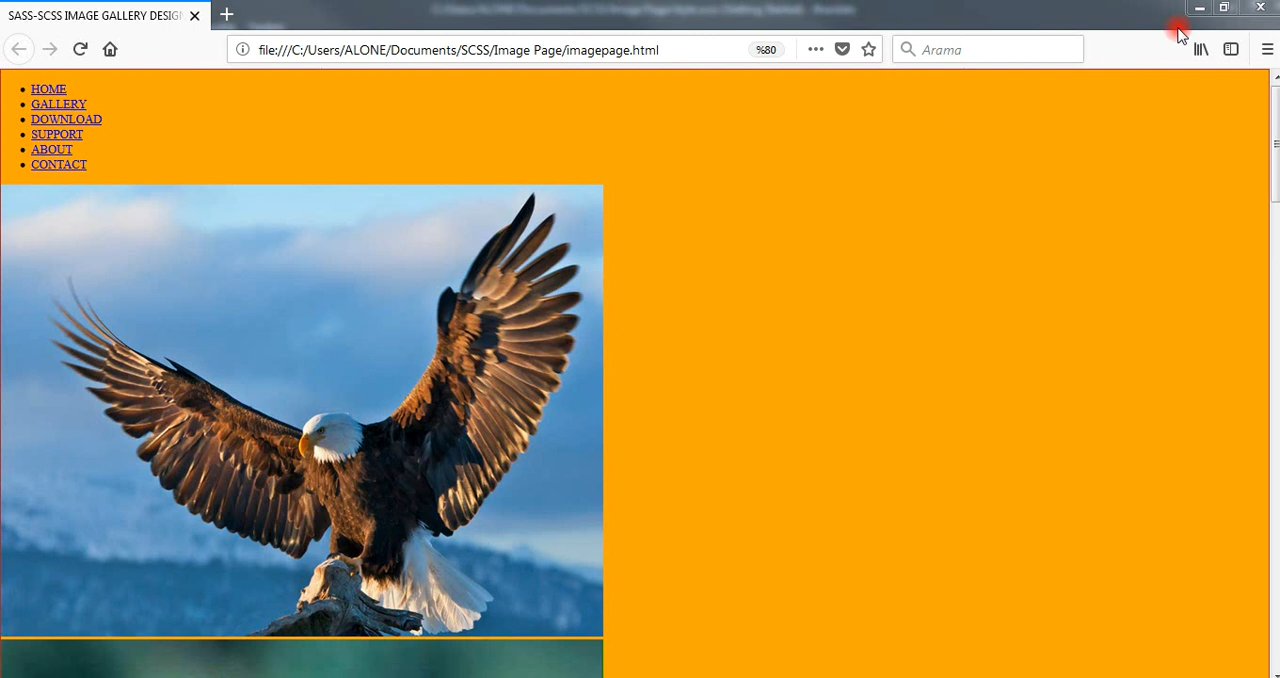 SASS-SCSS IMAGE GALLERY DESIGN
file:///C:/Users/ALONE/Documents/SCSS/Image Page/imagepage.html
%80
Arama
HOME
GALLERY
DOWNLOAD
SUPPORT
ABOUT
CONTACT